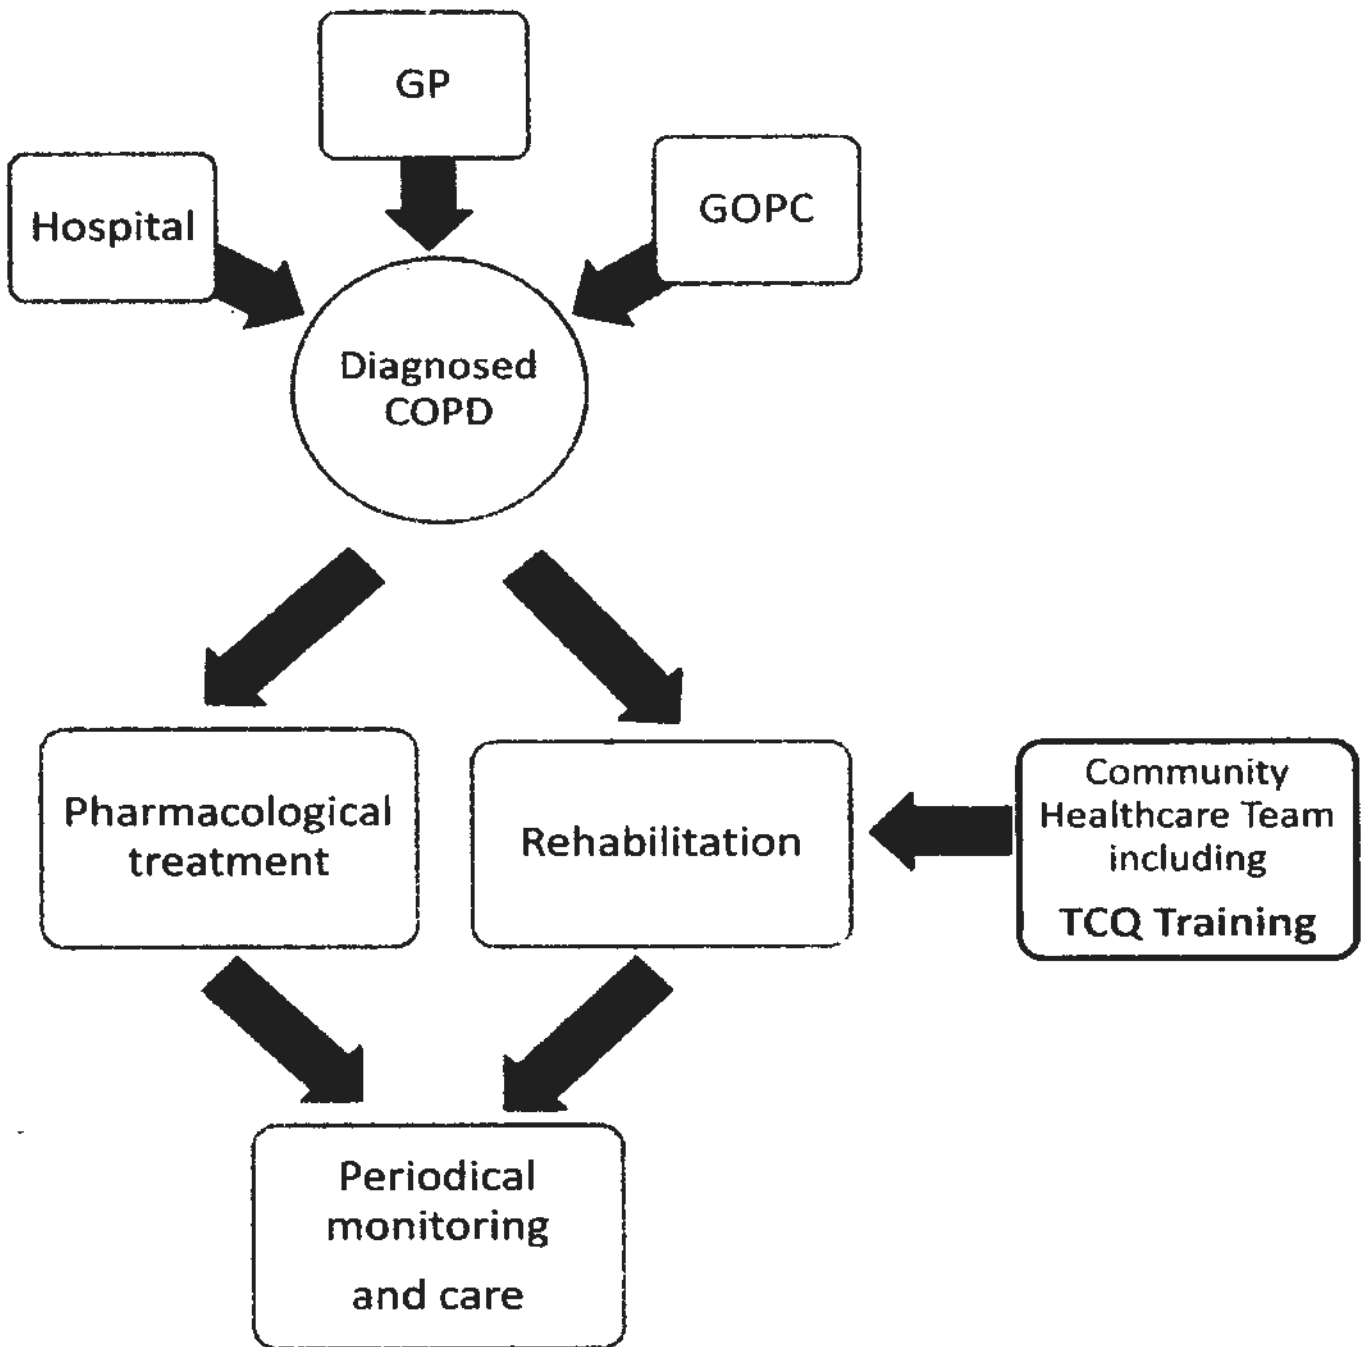 GP
Hospital
GOPC
Diagnosed
COPD
Pharmacological
treatment
Rehabilitation
Community
Healthcare Team
including
TCQ Training
Periodical
monitoring
and care